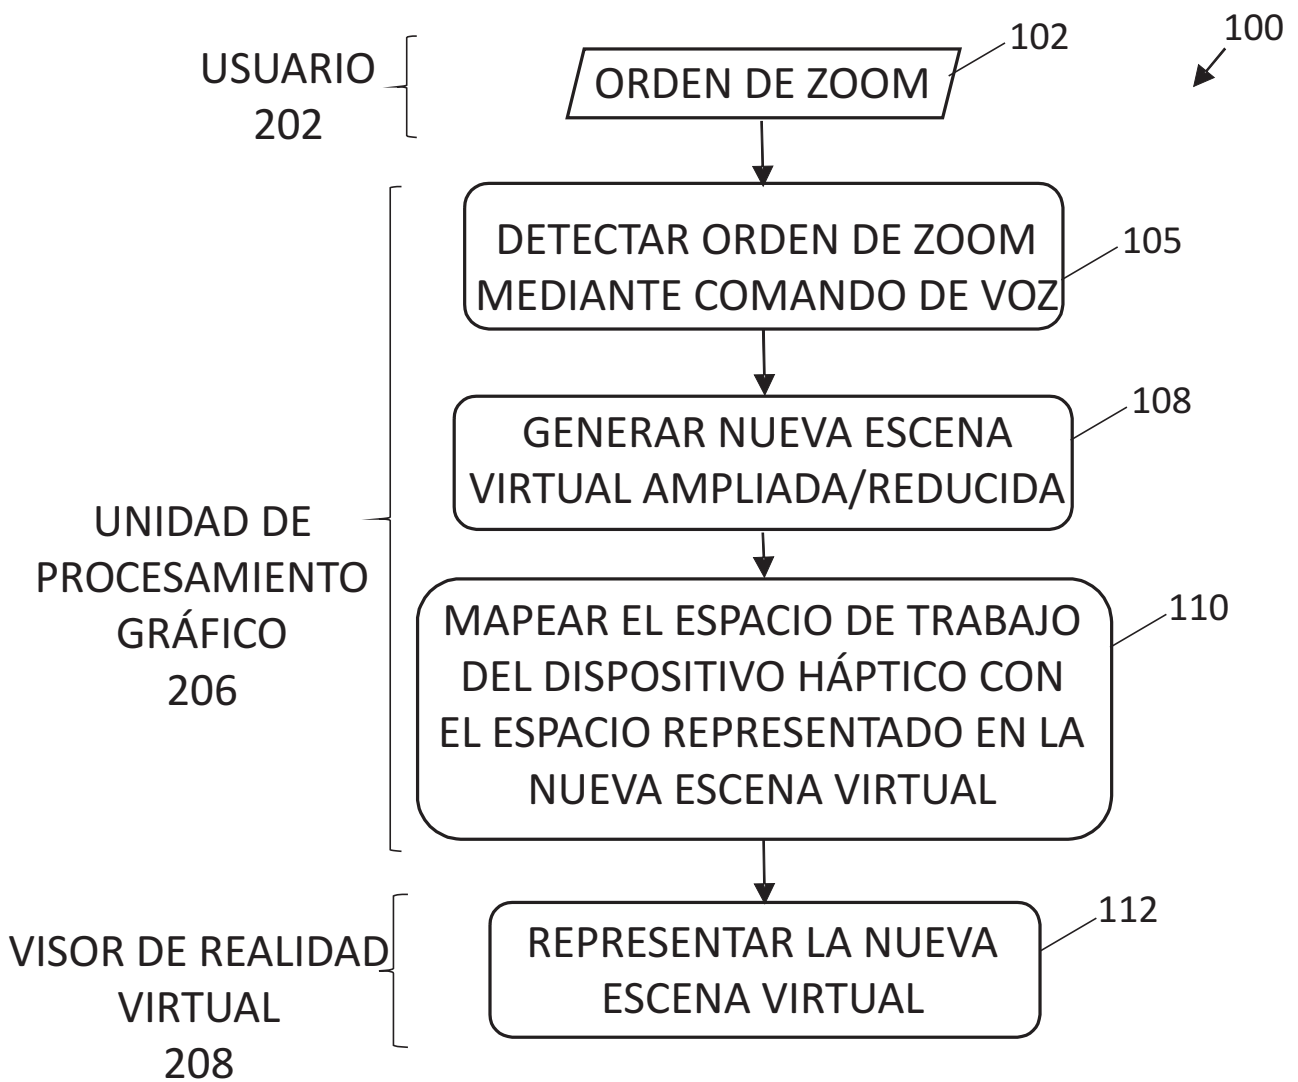 100
USUARIO
202
ORDEN DE ZOOM
102
DETECTAR ORDEN DE ZOOM
MEDIANTE COMANDO DE VOZ
105
GENERAR NUEVA ESCENA
VIRTUAL AMPLIADA/REDUCIDA
108
UNIDAD DE
PROCESAMIENTO
GRÁFICO
206
MAPEAR EL ESPACIO DE TRABAJO
DEL DISPOSITIVO HÁPTICO CON
EL ESPACIO REPRESENTADO EN LA
NUEVA ESCENA VIRTUAL
110
VISOR DE REALIDAD
VIRTUAL
208
REPRESENTAR LA NUEVA
ESCENA VIRTUAL
112